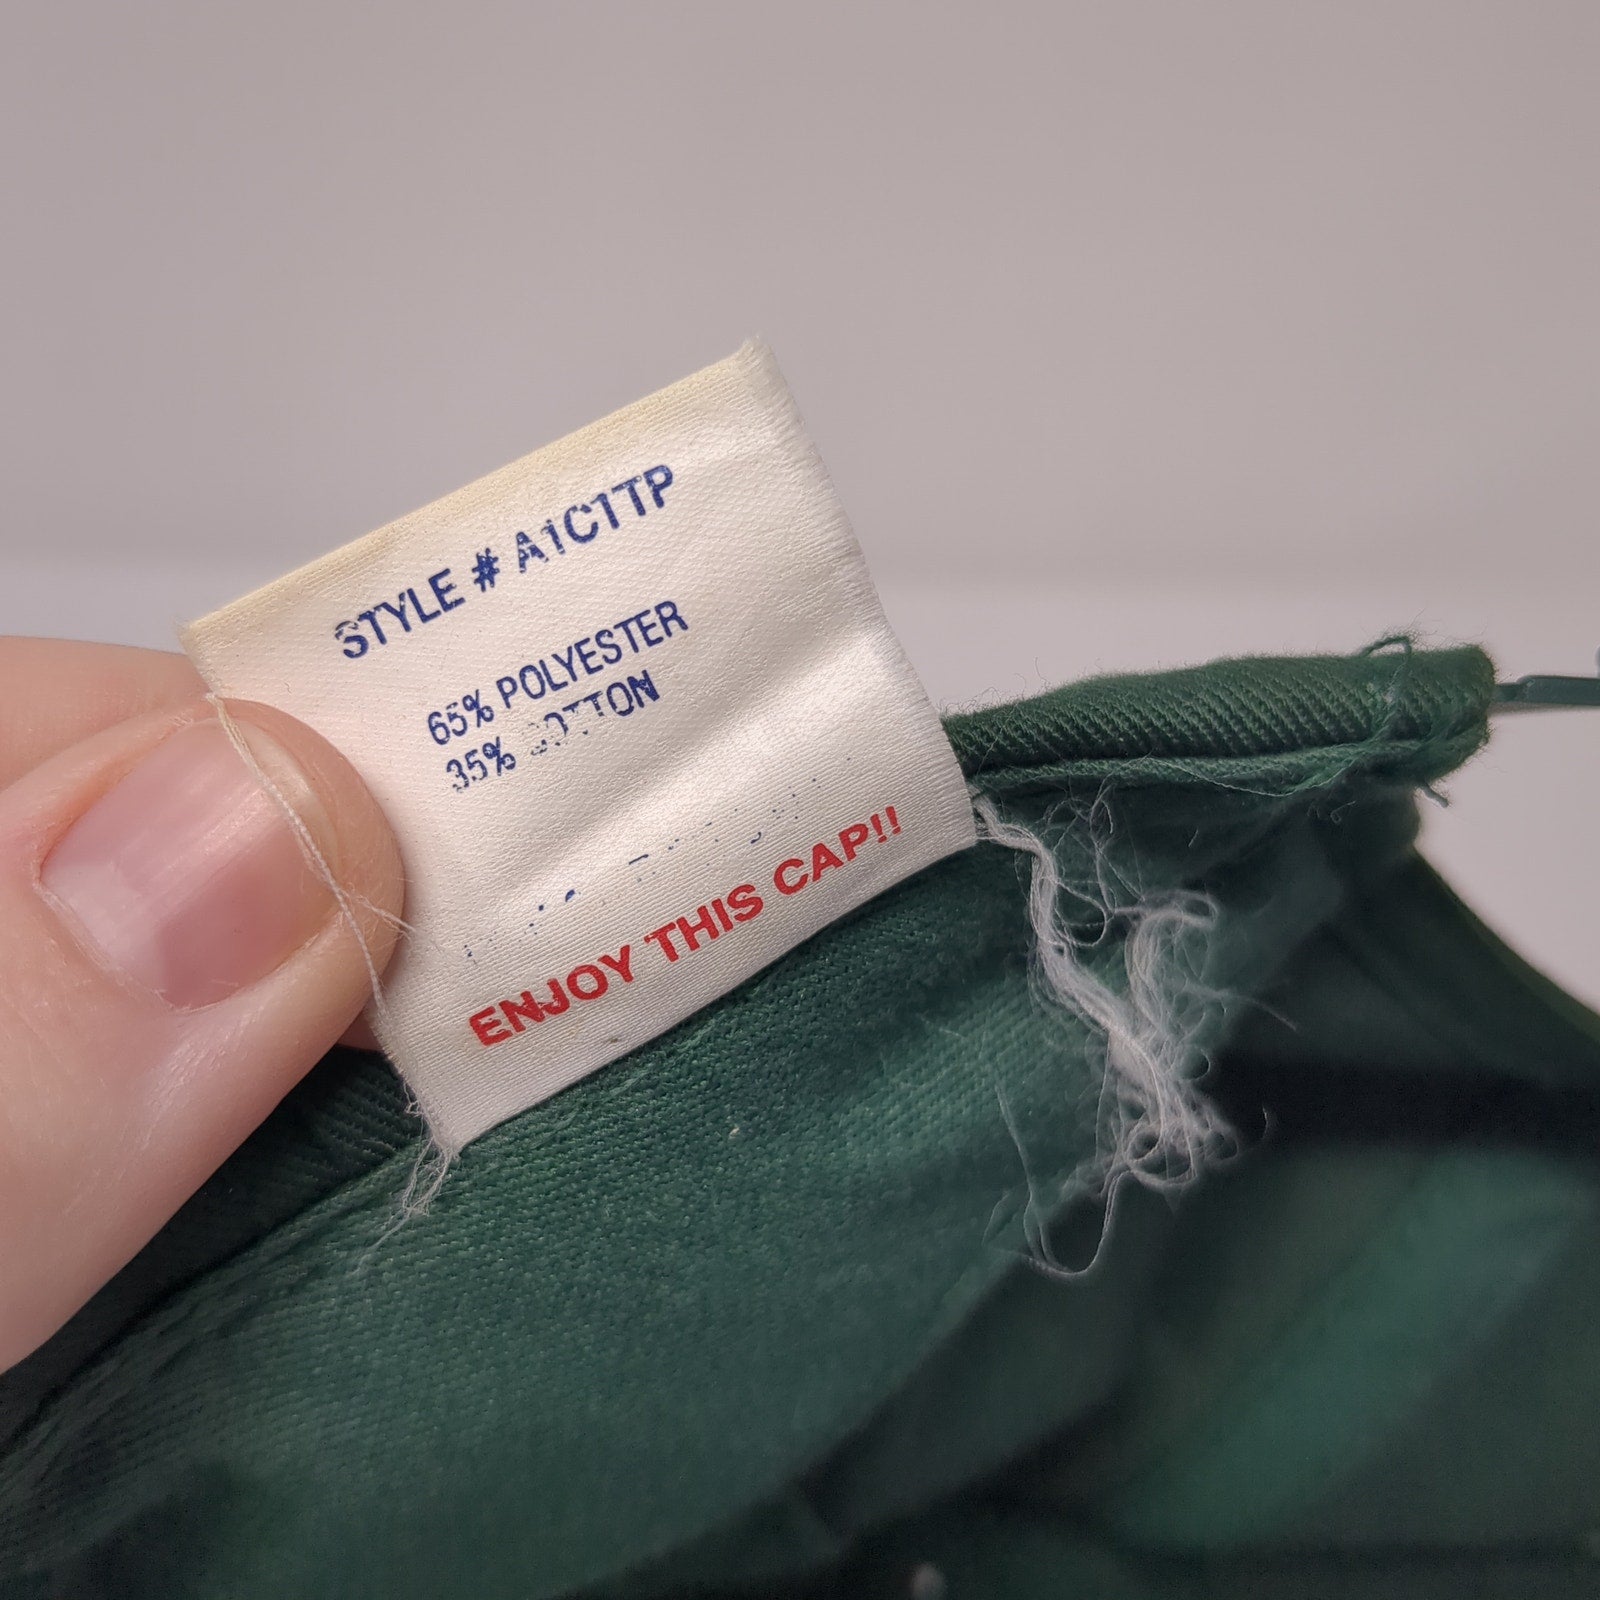 STYLE # A1C1TP
65% POLYESTER
35% COTTON
ENJOY THIS CAP!!